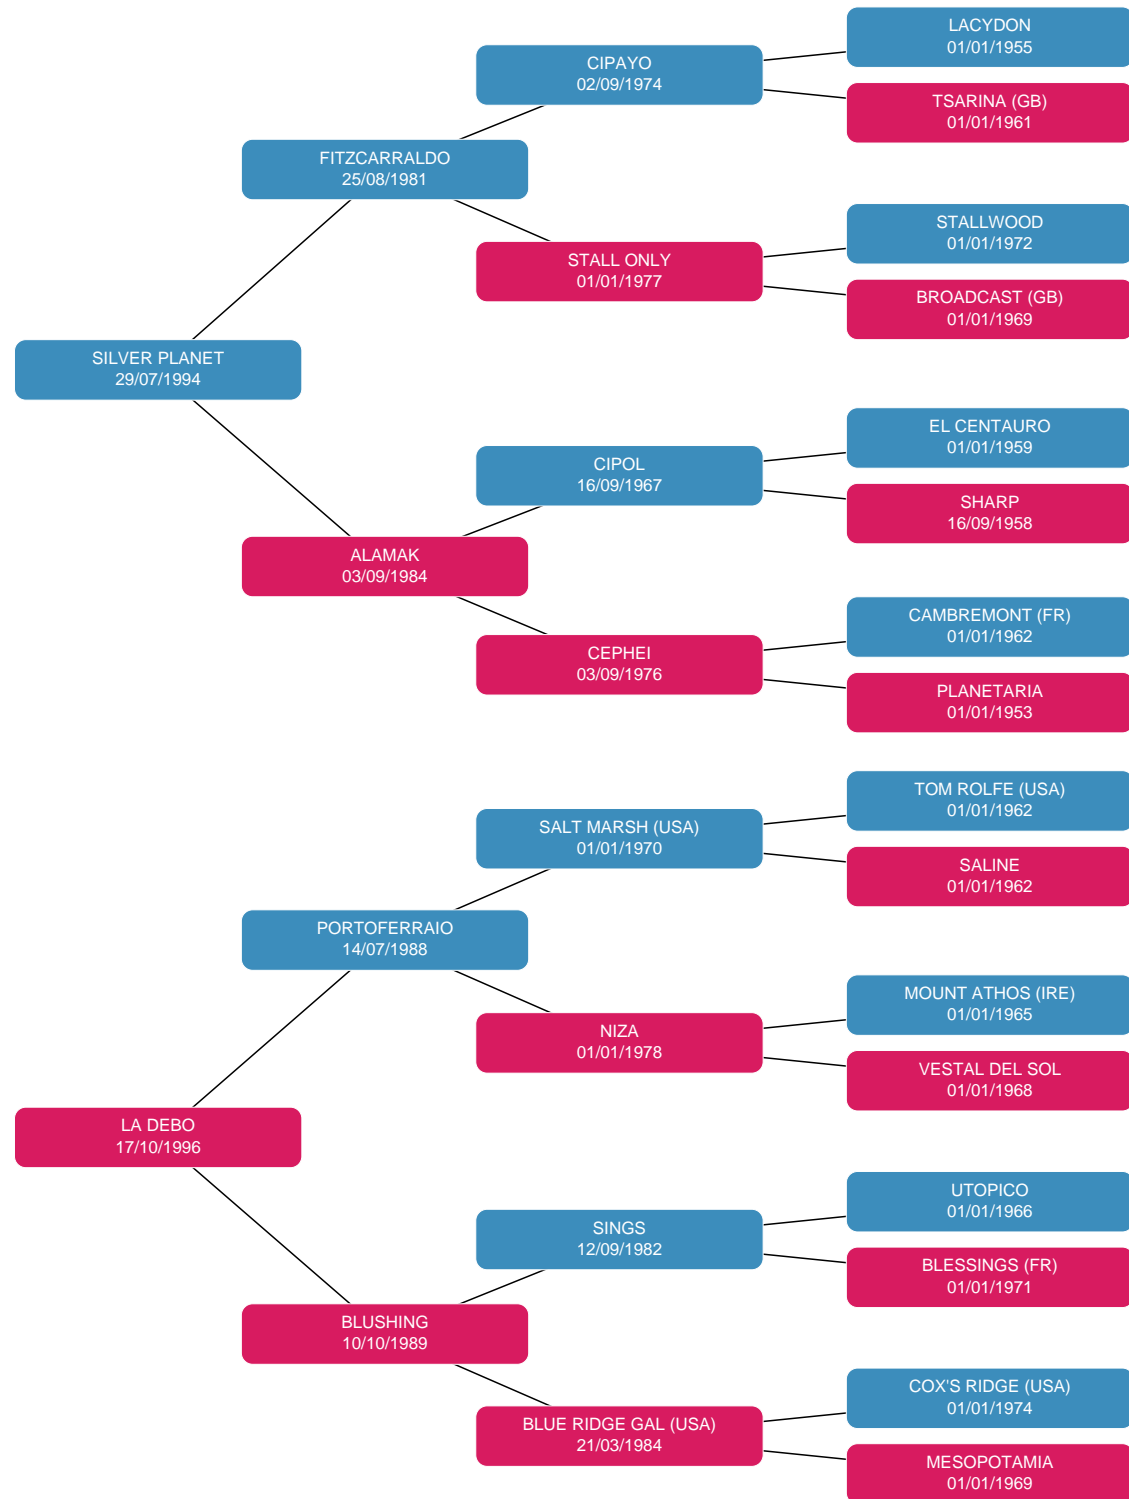 LACYDON
01/01/1955
CIPAYO
02/09/1974
TSARINA (GB)
01/01/1961
FITZCARRALDO
25/08/1981
STALLWOOD
01/01/1972
STALL ONLY
01/01/1977
BROADCAST (GB)
01/01/1969
SILVER PLANET
29/07/1994
EL CENTAURO
01/01/1959
CIPOL
16/09/1967
SHARP
16/09/1958
ALAMAK
03/09/1984
CAMBREMONT (FR)
01/01/1962
CEPHEI
03/09/1976
PLANETARIA
01/01/1953
TOM ROLFE (USA)
01/01/1962
SALT MARSH (USA)
01/01/1970
SALINE
01/01/1962
PORTOFERRAIO
14/07/1988
MOUNT ATHOS (IRE)
01/01/1965
NIZA
01/01/1978
VESTAL DEL SOL
01/01/1968
LA DEBO
17/10/1996
UTOPICO
01/01/1966
SINGS
12/09/1982
BLESSINGS (FR)
01/01/1971
BLUSHING
10/10/1989
COX'S RIDGE (USA)
01/01/1974
BLUE RIDGE GAL (USA)
21/03/1984
MESOPOTAMIA
01/01/1969